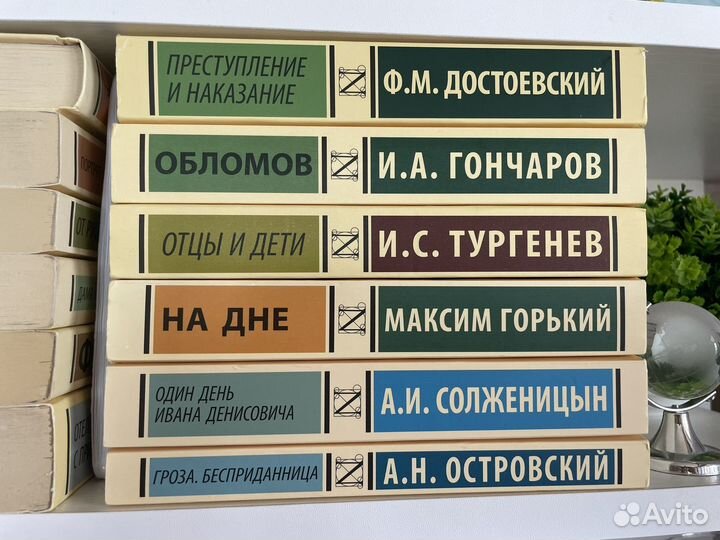 ПРЕСТУПЛЕНИЕ
И НАКАЗАНИЕ
Ф.М. ДОСТОЕВСКИЙ
ОБЛОМОВ
И.А. ГОНЧАРОВ
ОТЦЫ И ДЕТИ
И.С. ТУРГЕНЕВ
НА ДНЕ
МАКСИМ ГОРЬКИЙ
ОДИН ДЕНЬ
ИВАНА ДЕНИСОВИЧА
А.И. СОЛЖЕНИЦЫН
ГРОЗА. БЕСПРИДАННИЦА
А.Н. ОСТРОВСКИЙ
Avito